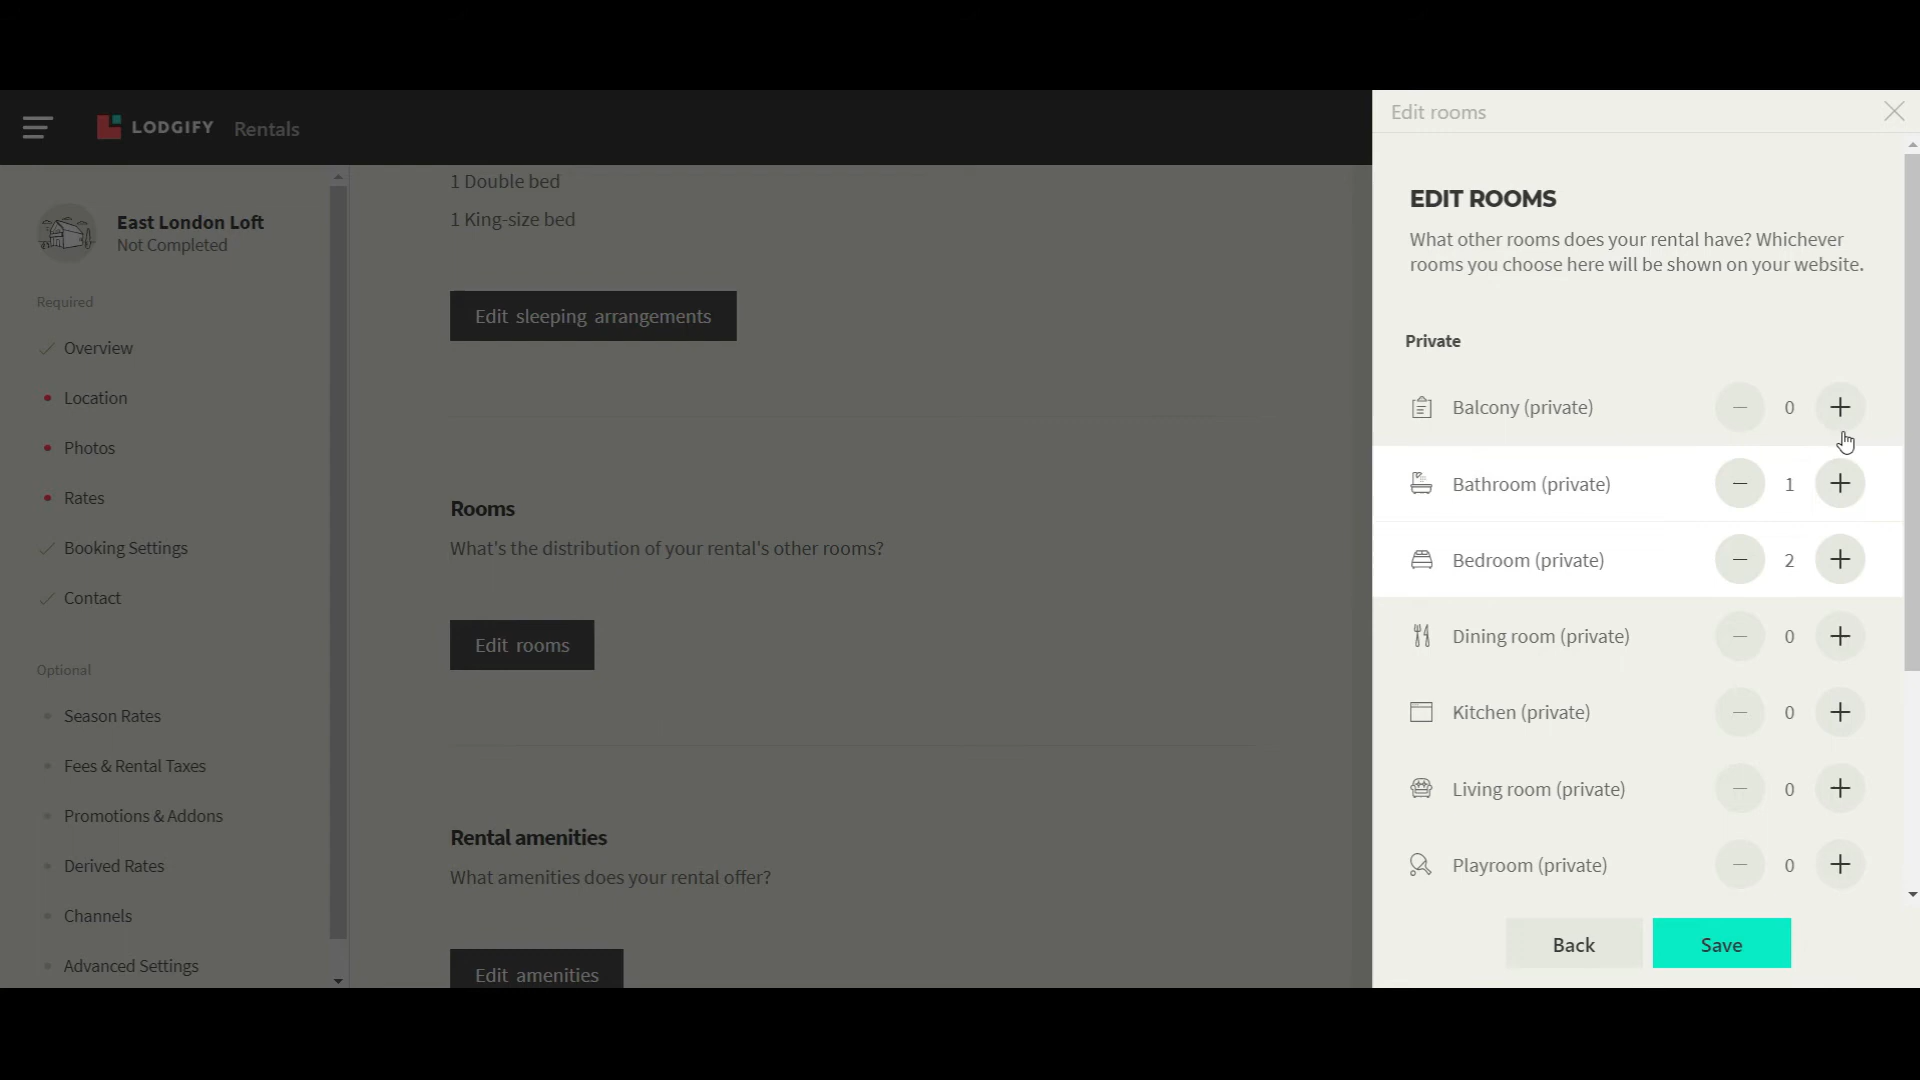 LODGIFY Rentals
East London Loft
Not Completed
Required
Overview
Location
Photos
Rates
Booking Settings
Contact
Optional
Season Rates
Fees & Rental Taxes
Promotions & Addons
Derived Rates
Channels
Advanced Settings
1 Double bed
1 King-size bed
Edit sleeping arrangements
Rooms
What's the distribution of your rental's other rooms?
Edit rooms
Rental amenities
What amenities does your rental offer?
Edit amenities
Edit rooms
EDIT ROOMS
What other rooms does your rental have? Whichever
rooms you choose here will be shown on your website.
Private
Balcony (private) 0
Bathroom (private) 1
Bedroom (private) 2
Dining room (private) 0
Kitchen (private) 0
Living room (private) 0
Playroom (private) 0
Back Save